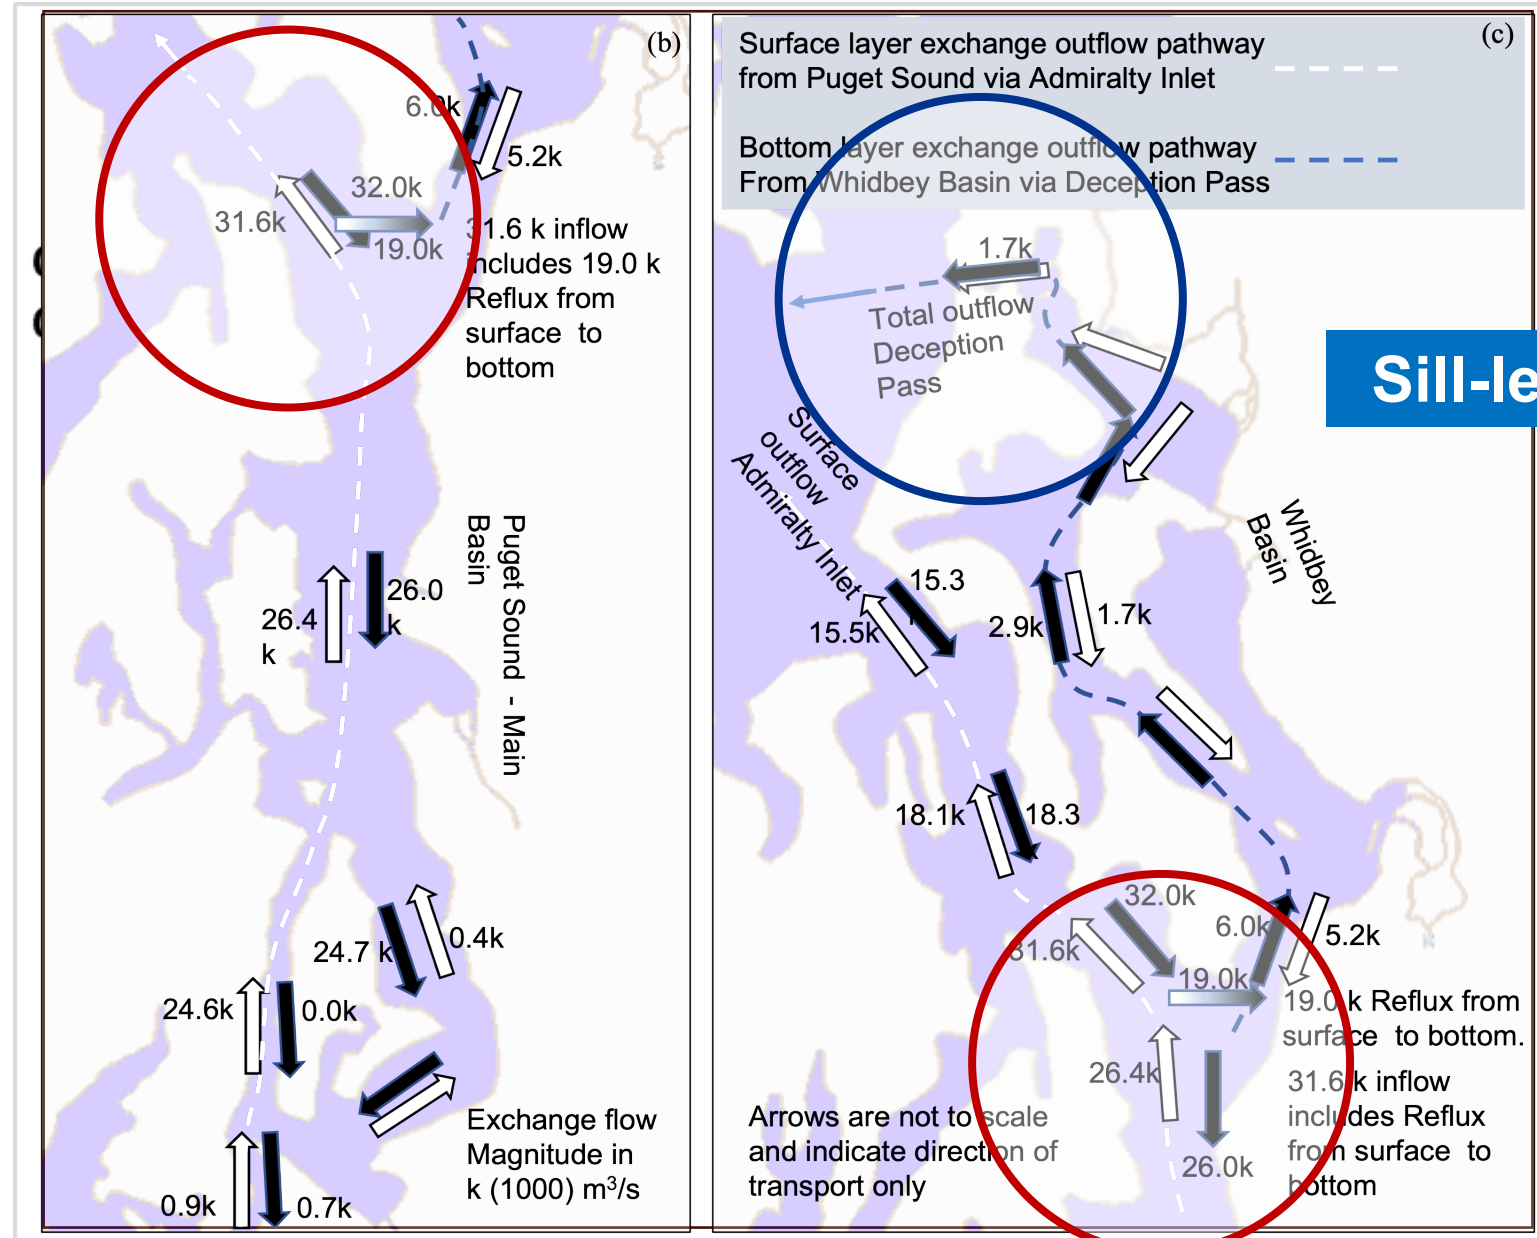 (b)
6.0k
5.2k
32.0k
31.6k
19.0k
31.6 k inflow
includes 19.0 k
Reflux from
surface to
bottom
Puget Sound - Main
Basin
26.0
k
26.4
k
24.7 k
0.4k
24.6k
0.0k
0.9k
0.7k
Exchange flow
Magnitude in
k (1000) m³/s
(c)
Surface layer exchange outflow pathway
from Puget Sound via Admiralty Inlet
Bottom layer exchange outflow pathway
From Whidbey Basin via Deception Pass
1.7k
Total outflow
Deception
Pass
Surface
outflow
Admiralty Inlet
Whidbey
Basin
15.3
15.5k
2.9k
1.7k
18.1k
18.3
32.0k
31.6k
6.0k
5.2k
19.0k
19.0 k Reflux from
surface to bottom.
26.4k
26.0k
31.6 k inflow
includes Reflux
from surface to
bottom
Arrows are not to scale
and indicate direction of
transport only
Sill-le